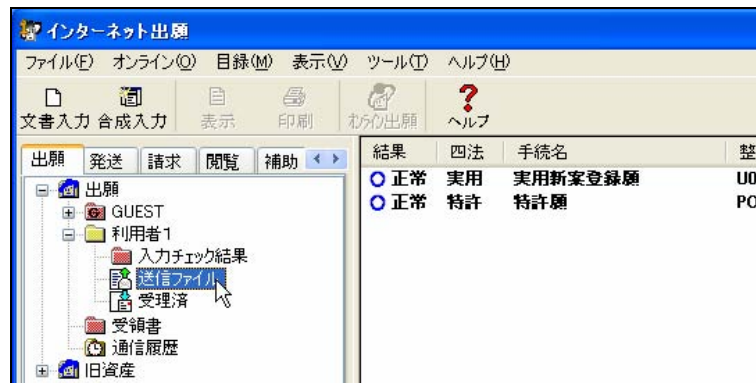 インターネット出願
ファイル(F) オンライン(O) 目録(M) 表示(V) ツール(T) ヘルプ(H)
文書入力 合成入力 表示 印刷 オンライン出願 ヘルプ
出願 発送 請求 閲覧 補助
結果 四法 手続名 整
正常 実用 実用新案登録願 U0
正常 特許 特許願 PO
出願
GUEST
利用者1
入力チェック結果
送信ファイル
受理済
受領書
通信履歴
旧資産